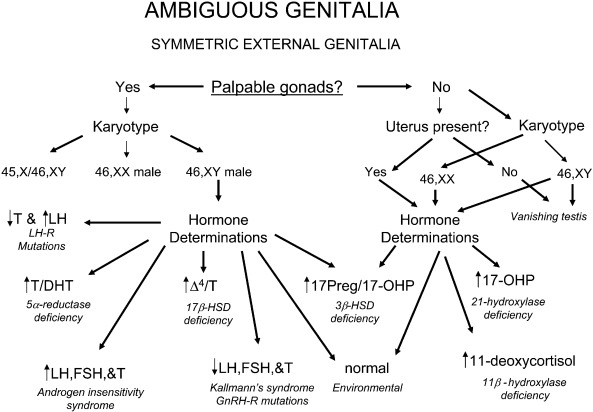 AMBIGUOUS GENITALIA
SYMMETRIC EXTERNAL GENITALIA
Yes
Palpable gonads?
No
Karyotype
Uterus present?
Karyotype
45,X/46,XY
46,XX male
46,XY male
Yes
46,XX
No
46,XY
Vanishing testis
↓T & ↑LH
LH-R
Mutations
Hormone
Determinations
Hormone
Determinations
↑T/DHT
5α-reductase
deficiency
↑Δ⁴/T
17β-HSD
deficiency
↑17Preg/17-OHP
3β-HSD
deficiency
↑17-OHP
21-hydroxylase
deficiency
↑LH,FSH,&T
Androgen insensitivity
syndrome
↓LH,FSH,&T
Kallmann's syndrome
GnRH-R mutations
normal
Environmental
↑11-deoxycortisol
11β-hydroxylase
deficiency